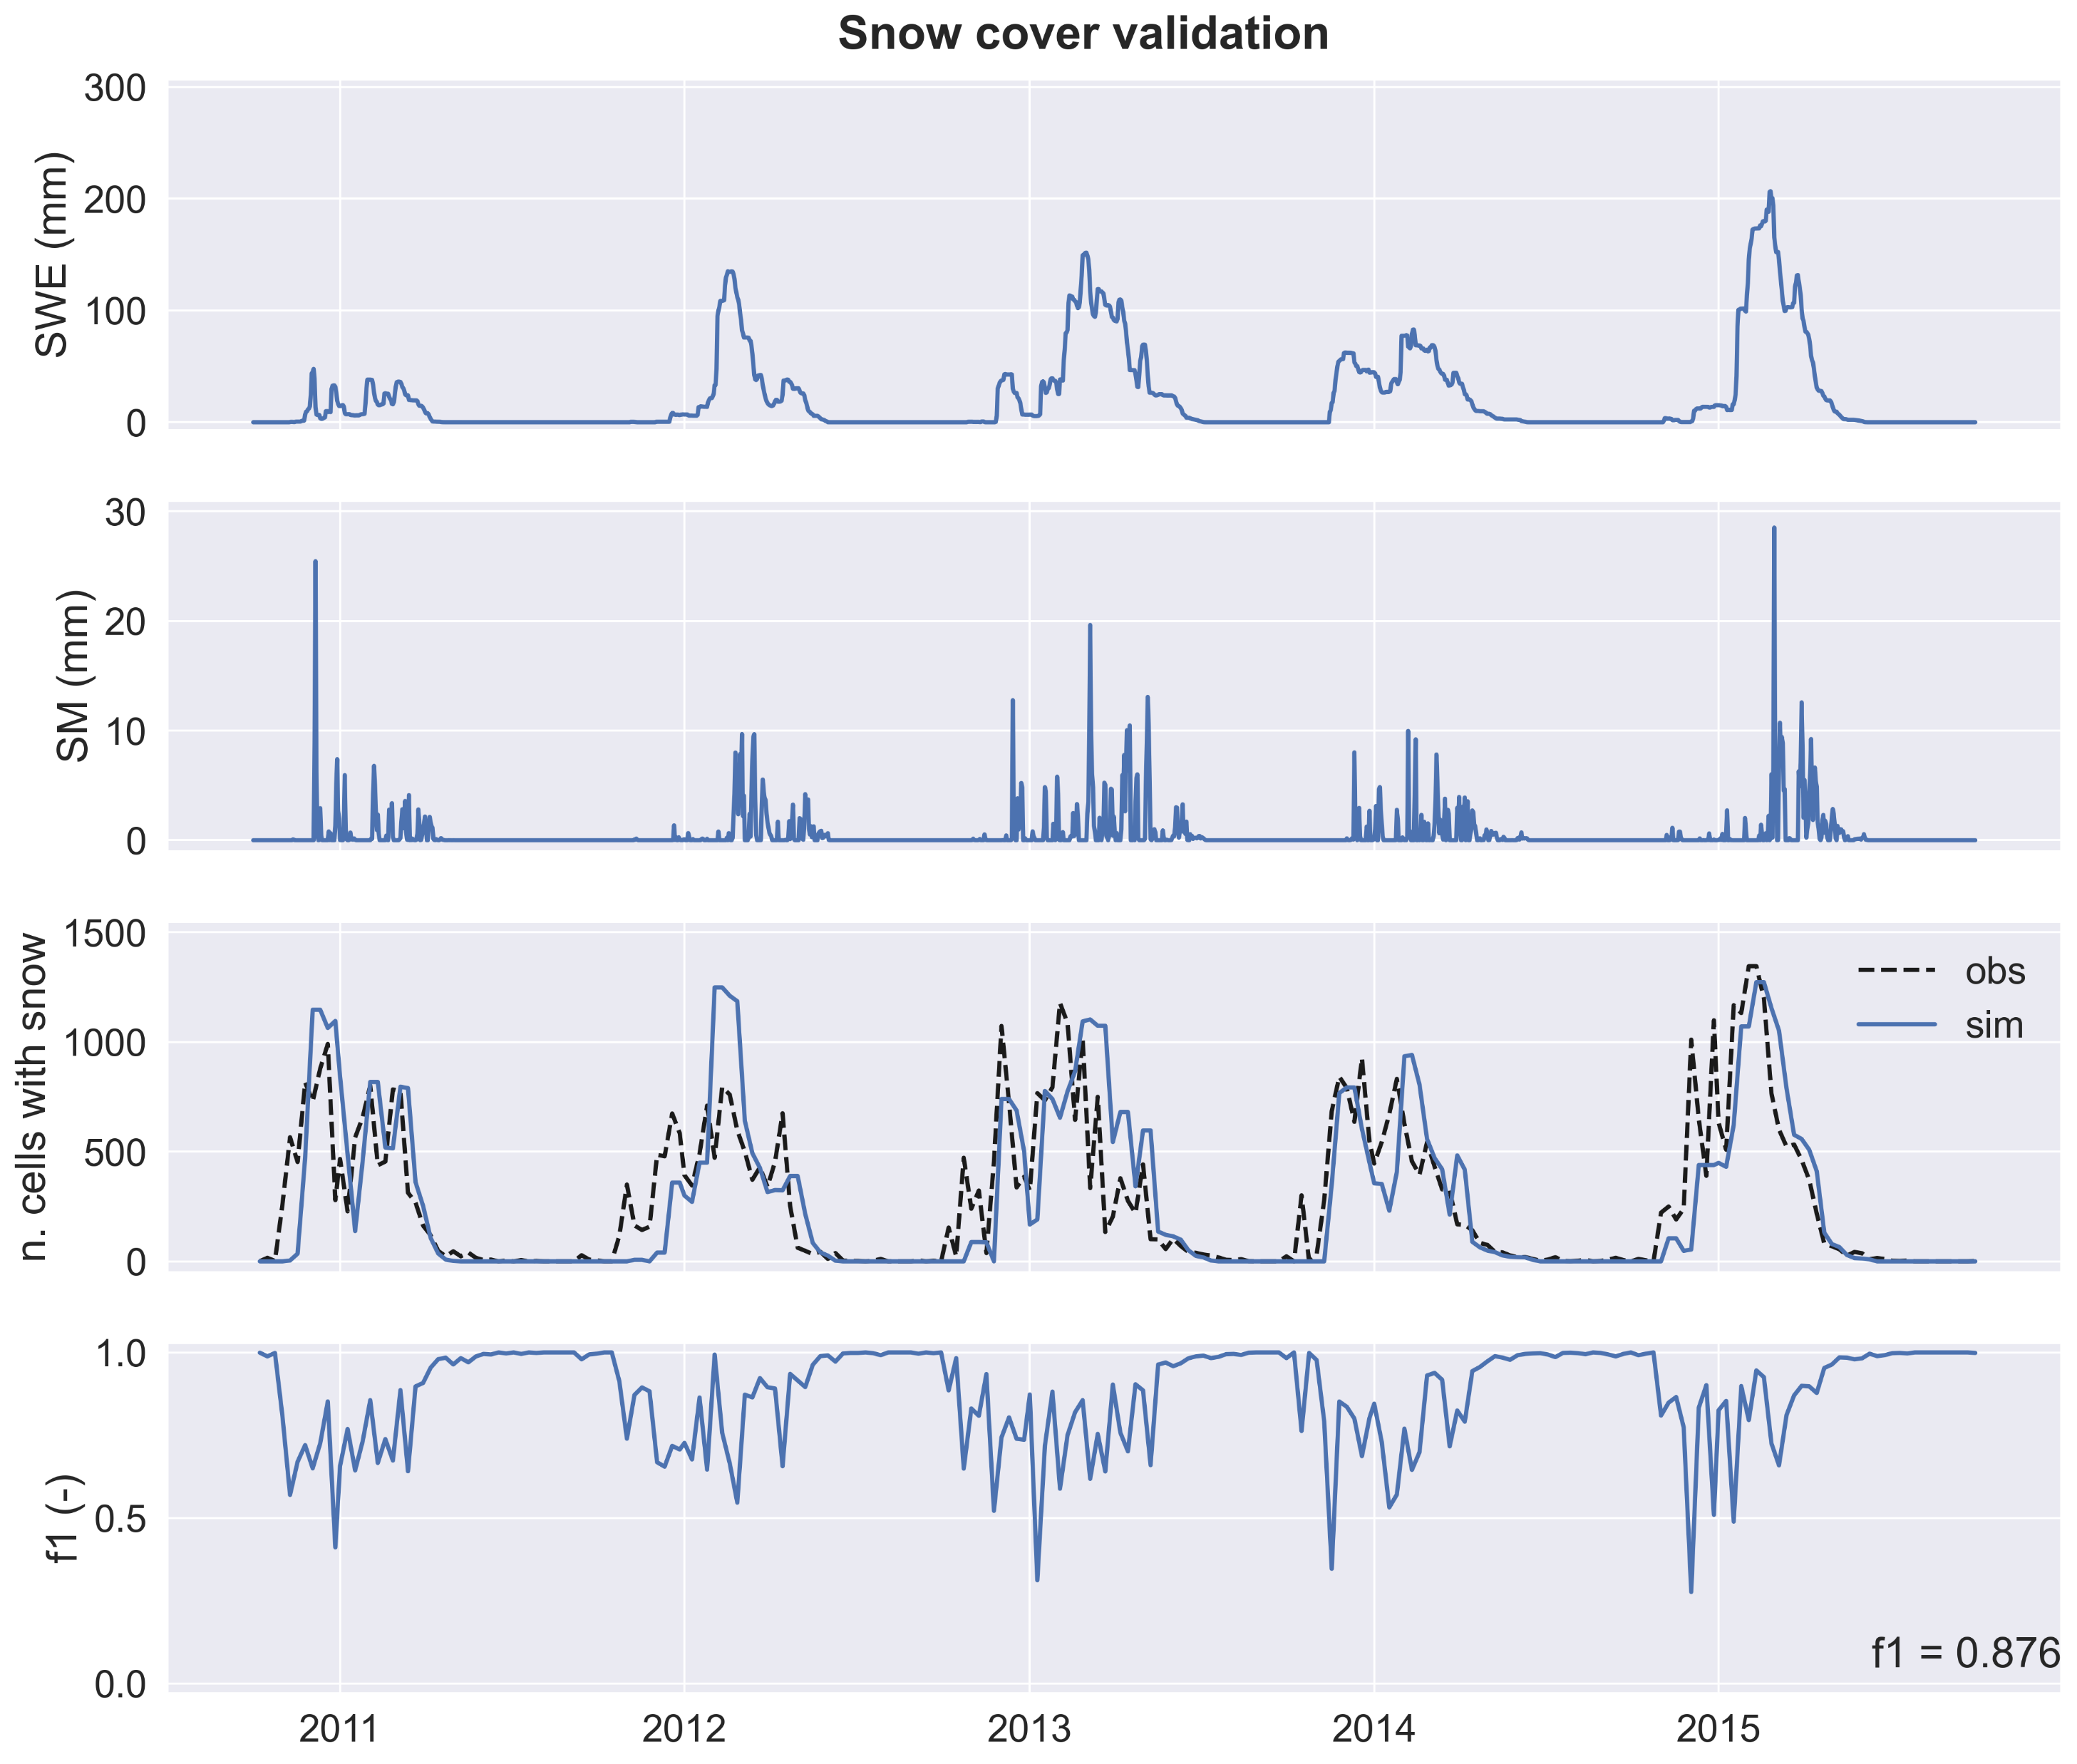 Snow cover validation
300
200
100
0
SWE (mm)
30
20
10
0
SM (mm)
1500
1000
500
0
n. cells with snow
obs
sim
1.0
0.5
0.0
f1 (-)
f1 = 0.876
2011 2012 2013 2014 2015